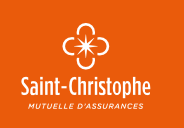 Saint-Christophe
MUTUELLE D'ASSURANCES